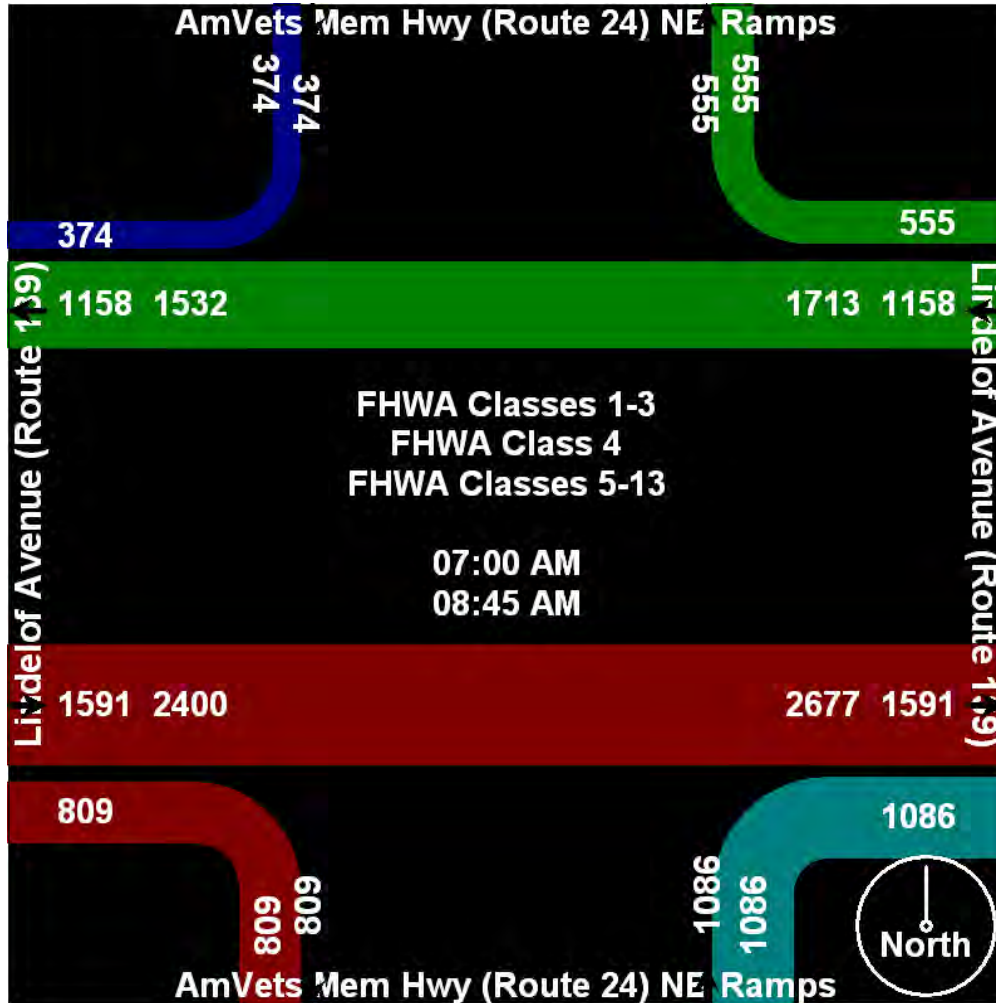 AmVets Mem Hwy (Route 24) NE Ramps
374
374
555
555
374
555
Lindelof Avenue (Route 139)
1158 1532
1713 1158
Lindelof Avenue (Route 139)
FHWA Classes 1-3
FHWA Class 4
FHWA Classes 5-13
07:00 AM
08:45 AM
1591 2400
2677 1591
809
1086
809
809
1086
1086
North
AmVets Mem Hwy (Route 24) NE Ramps